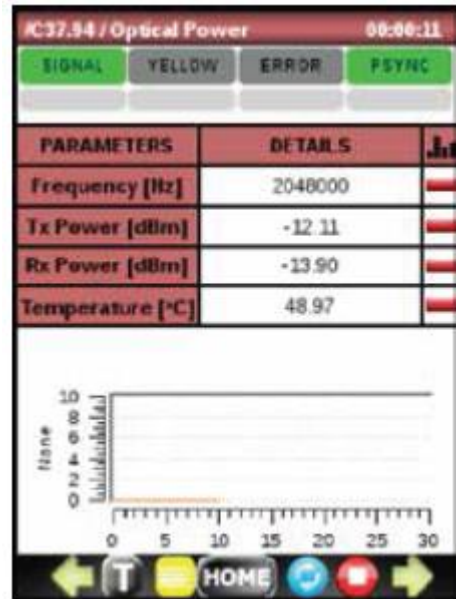 /C37.94 / Optical Power 00:00:11
SIGNAL YELLOW ERROR PSYNC
PARAMETERS DETAILS
Frequency [Hz] 2048000
Tx Power [dBm] -12.11
Rx Power [dBm] -13.90
Temperature [°C] 48.97
10
8
6
4
2
0
None
0 5 10 15 20 25 30
T HOME